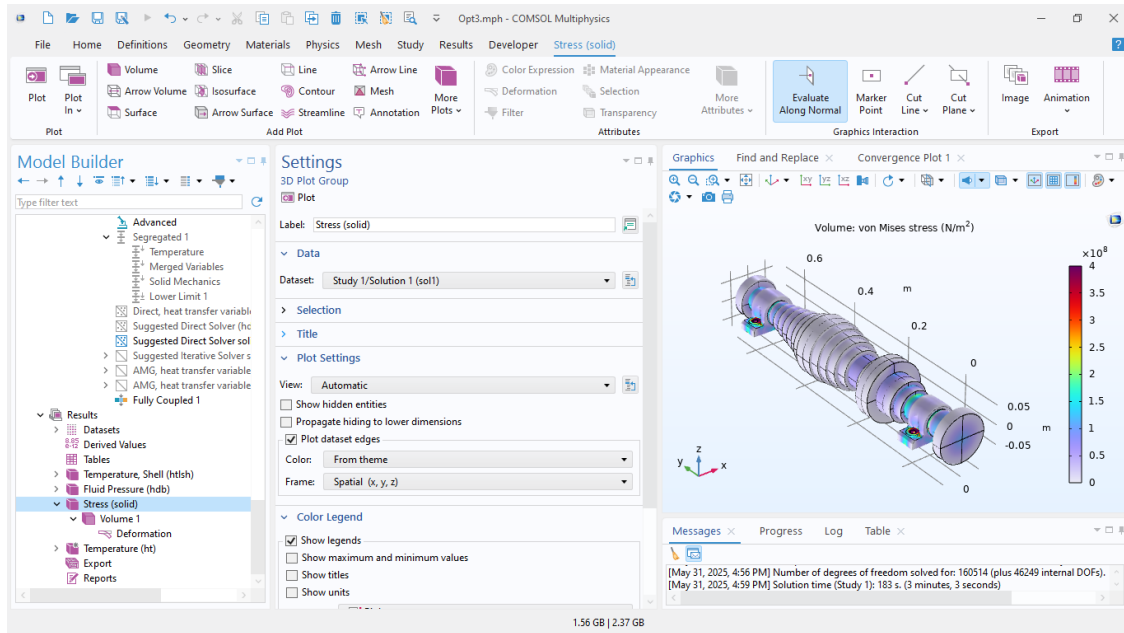 Opt3.mph - COMSOL Multiphysics
File Home Definitions Geometry Materials Physics Mesh Study Results Developer Stress (solid)
?
Plot
Plot In
Plot
Volume Slice Line Arrow Line
Arrow Volume Isosurface Contour Mesh
Surface Arrow Surface Streamline Annotation
More Plots
Add Plot
Color Expression Material Appearance
Deformation Selection
Filter Transparency
More Attributes
Attributes
Evaluate Along Normal
Marker Point
Cut Line
Cut Plane
Graphics Interaction
Image
Animation
Export
Model Builder
Type filter text
Advanced
Segregated 1
Temperature
Merged Variables
Solid Mechanics
Lower Limit 1
Direct, heat transfer variabl
Suggested Direct Solver (hc
Suggested Direct Solver sol
Suggested Iterative Solver s
AMG, heat transfer variable
AMG, heat transfer variable
Fully Coupled 1
Results
Datasets
8.85
e-12
Derived Values
Tables
Temperature, Shell (htlsh)
Fluid Pressure (hdb)
Stress (solid)
Volume 1
Deformation
Temperature (ht)
Export
Reports
Settings
3D Plot Group
Plot
Label: Stress (solid)
Data
Dataset: Study 1/Solution 1 (sol1)
Selection
Title
Plot Settings
View: Automatic
Show hidden entities
Propagate hiding to lower dimensions
Plot dataset edges
Color: From theme
Frame: Spatial (x, y, z)
Color Legend
Show legends
Show maximum and minimum values
Show titles
Show units
Graphics Find and Replace Convergence Plot 1
xy yz xz
Volume: von Mises stress (N/m²)
0.6
0.4
m
0.2
0
0.05
0
m
-0.05
0
×10⁸
4
3.5
3
2.5
2
1.5
1
0.5
0
z
y
x
Messages Progress Log Table
[May 31, 2025, 4:56 PM] Number of degrees of freedom solved for: 160514 (plus 46249 internal DOFs).
[May 31, 2025, 4:59 PM] Solution time (Study 1): 183 s. (3 minutes, 3 seconds)
1.56 GB | 2.37 GB